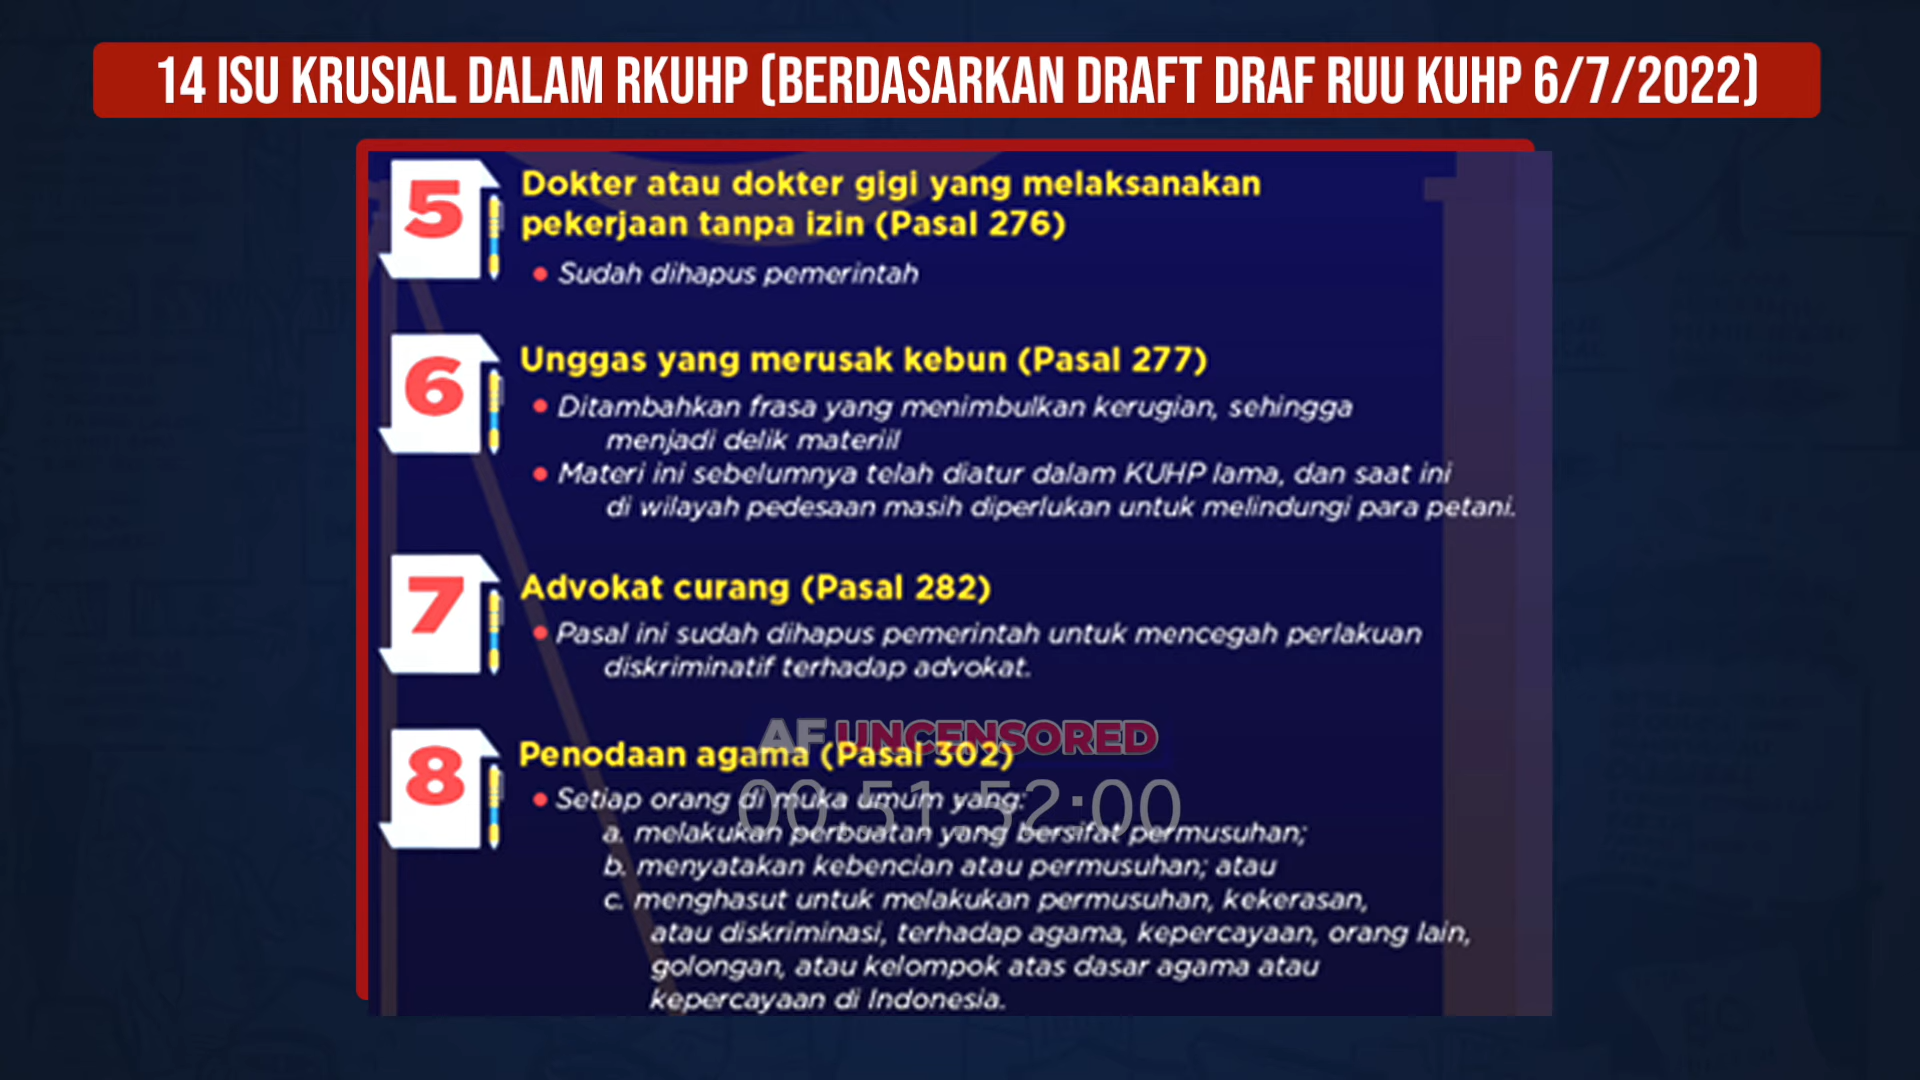 14 ISU KRUSIAL DALAM RKUHP (BERDASARKAN DRAFT DRAF RUU KUHP 6/7/2022)
5
Dokter atau dokter gigi yang melaksanakan
pekerjaan tanpa izin (Pasal 276)
Sudah dihapus pemerintah
6
Unggas yang merusak kebun (Pasal 277)
Ditambahkan frasa yang menimbulkan kerugian, sehingga
menjadi delik materiil
Materi ini sebelumnya telah diatur dalam KUHP lama, dan saat ini
di wilayah pedesaan masih diperlukan untuk melindungi para petani.
7
Advokat curang (Pasal 282)
Pasal ini sudah dihapus pemerintah untuk mencegah perlakuan
diskriminatif terhadap advokat.
AF UNCENSORED
8
Penodaan agama (Pasal 302)
00:51:52:00
Setiap orang di muka umum yang:
a. melakukan perbuatan yang bersifat permusuhan;
b. menyatakan kebencian atau permusuhan; atau
c. menghasut untuk melakukan permusuhan, kekerasan,
atau diskriminasi, terhadap agama, kepercayaan, orang lain,
golongan, atau kelompok atas dasar agama atau
kepercayaan di Indonesia.